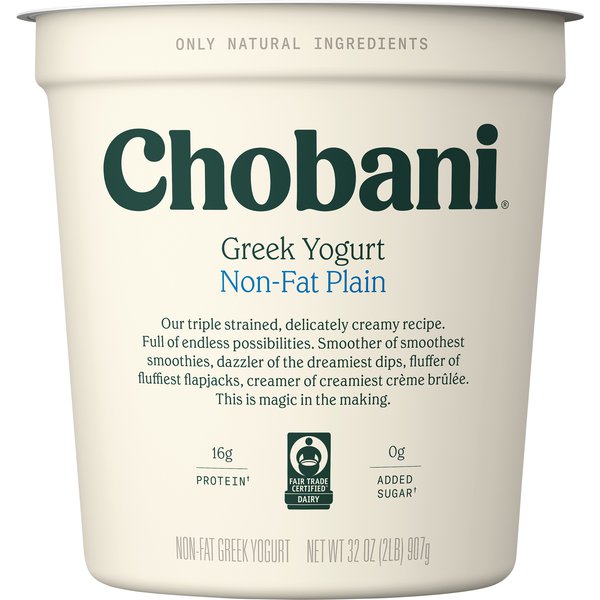 ONLY NATURAL INGREDIENTS
Chobani®
Greek Yogurt
Non-Fat Plain
Our triple strained, delicately creamy recipe.
Full of endless possibilities. Smoother of smoothest
smoothies, dazzler of the dreamiest dips, fluffer of
fluffiest flapjacks, creamer of creamiest crème brûlée.
This is magic in the making.
16g
PROTEIN†
FAIR TRADE
CERTIFIED
DAIRY
0g
ADDED
SUGAR†
NON-FAT GREEK YOGURT NET WT 32 OZ (2LB) 907g